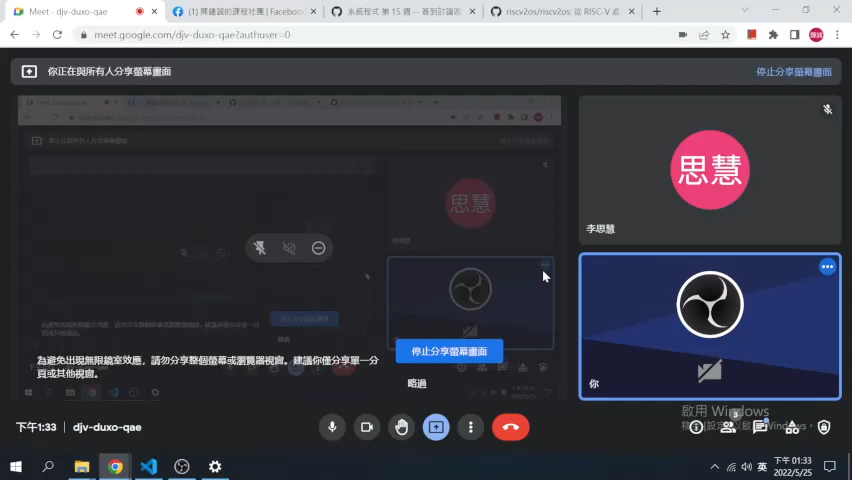 Meet - djv-duxo-qae
(1) 陳鍾誠的課程社團 | Facebook
系統程式 第 15 週 -- 簽到討論區
riscv2os/riscv2os: 從 RISC-V 處
meet.google.com/djv-duxo-qae?authuser=0
你正在與所有人分享螢幕畫面
停止分享螢幕畫面
思慧
李思慧
為避免出現無限鏡室效應，請勿分享整個螢幕或瀏覽器視窗。建議你僅分享單一分
頁或其他視窗。
停止分享螢幕畫面
略過
你
啟用 Windows
下午1:33 | djv-duxo-qae
3
英
下午 01:33
2022/5/25